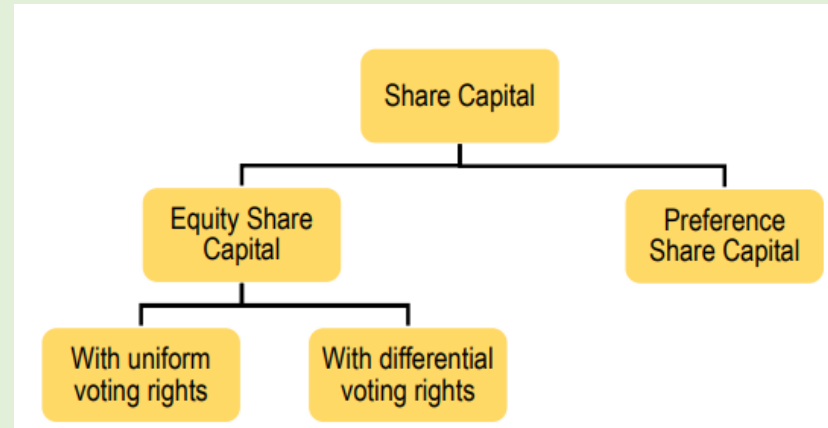 Share Capital
Equity Share
Capital
Preference
Share Capital
With uniform
voting rights
With differential
voting rights